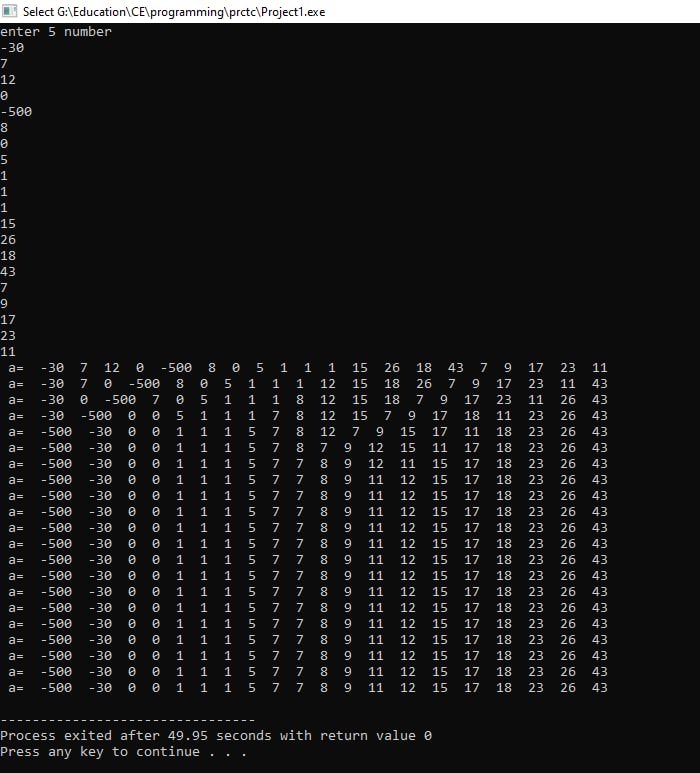 Select G:\Education\CE\programming\prctc\Project1.exe
enter 5 number
-30
7
12
0
-500
8
0
5
1
1
1
15
26
18
43
7
9
17
23
11
a=  -30  7  12  0  -500  8  0  5  1  1  1  15  26  18  43  7  9  17  23  11
a=  -30  7  0  -500  8  0  5  1  1  1  12  15  18  26  7  9  17  23  11  43
a=  -30  0  -500  7  0  5  1  1  1  8  12  15  18  7  9  17  23  11  26  43
a=  -30  -500  0  0  5  1  1  1  7  8  12  15  7  9  17  18  11  23  26  43
a=  -500  -30  0  0  1  1  1  5  7  8  12  7  9  15  17  11  18  23  26  43
a=  -500  -30  0  0  1  1  1  5  7  8  7  9  12  15  11  17  18  23  26  43
a=  -500  -30  0  0  1  1  1  5  7  7  8  9  12  11  15  17  18  23  26  43
a=  -500  -30  0  0  1  1  1  5  7  7  8  9  11  12  15  17  18  23  26  43
a=  -500  -30  0  0  1  1  1  5  7  7  8  9  11  12  15  17  18  23  26  43
a=  -500  -30  0  0  1  1  1  5  7  7  8  9  11  12  15  17  18  23  26  43
a=  -500  -30  0  0  1  1  1  5  7  7  8  9  11  12  15  17  18  23  26  43
a=  -500  -30  0  0  1  1  1  5  7  7  8  9  11  12  15  17  18  23  26  43
a=  -500  -30  0  0  1  1  1  5  7  7  8  9  11  12  15  17  18  23  26  43
a=  -500  -30  0  0  1  1  1  5  7  7  8  9  11  12  15  17  18  23  26  43
a=  -500  -30  0  0  1  1  1  5  7  7  8  9  11  12  15  17  18  23  26  43
a=  -500  -30  0  0  1  1  1  5  7  7  8  9  11  12  15  17  18  23  26  43
a=  -500  -30  0  0  1  1  1  5  7  7  8  9  11  12  15  17  18  23  26  43
a=  -500  -30  0  0  1  1  1  5  7  7  8  9  11  12  15  17  18  23  26  43
a=  -500  -30  0  0  1  1  1  5  7  7  8  9  11  12  15  17  18  23  26  43
a=  -500  -30  0  0  1  1  1  5  7  7  8  9  11  12  15  17  18  23  26  43
a=  -500  -30  0  0  1  1  1  5  7  7  8  9  11  12  15  17  18  23  26  43
--------------------------------
Process exited after 49.95 seconds with return value 0
Press any key to continue . . .